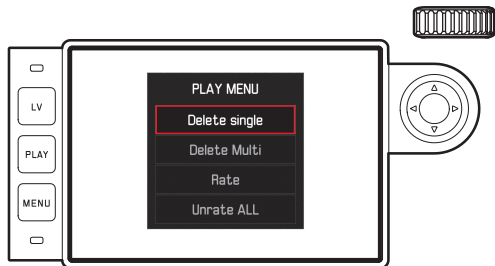 PLAY MENU
LV
Delete single
PLAY
Delete Multi
Rate
MENU
Unrate ALL